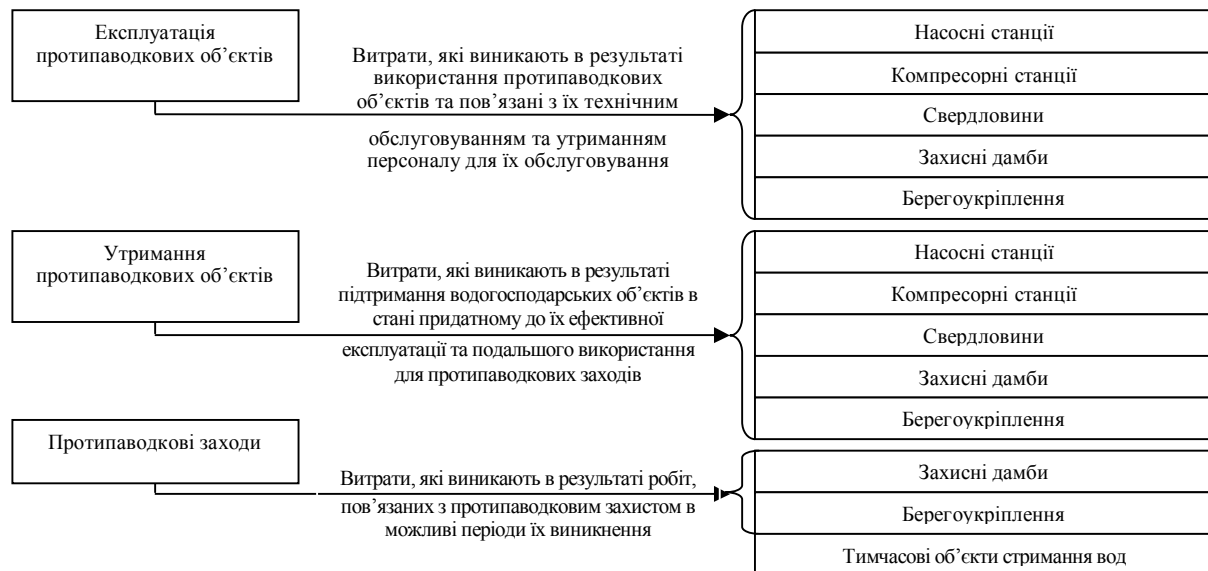 Експлуатація
протипаводкових об’єктів
Витрати, які виникають в результаті
використання протипаводкових
об’єктів та пов’язані з їх технічним
обслуговуванням та утриманням
персоналу для їх обслуговування
Насосні станції
Компресорні станції
Свердловини
Захисні дамби
Берегоукріплення
Утримання
протипаводкових об’єктів
Витрати, які виникають в результаті
підтримання водогосподарських об’єктів в
стані придатному до їх ефективної
експлуатації та подальшого використання
для протипаводкових заходів
Насосні станції
Компресорні станції
Свердловини
Захисні дамби
Берегоукріплення
Протипаводкові заходи
Витрати, які виникають в результаті робіт,
пов’язаних з протипаводковим захистом в
можливі періоди їх виникнення
Захисні дамби
Берегоукріплення
Тимчасові об’єкти стримання вод